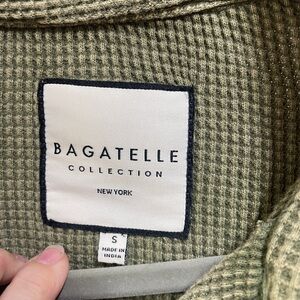 BAGATELLE
COLLECTION
NEW YORK
S
MADE IN
INDIA